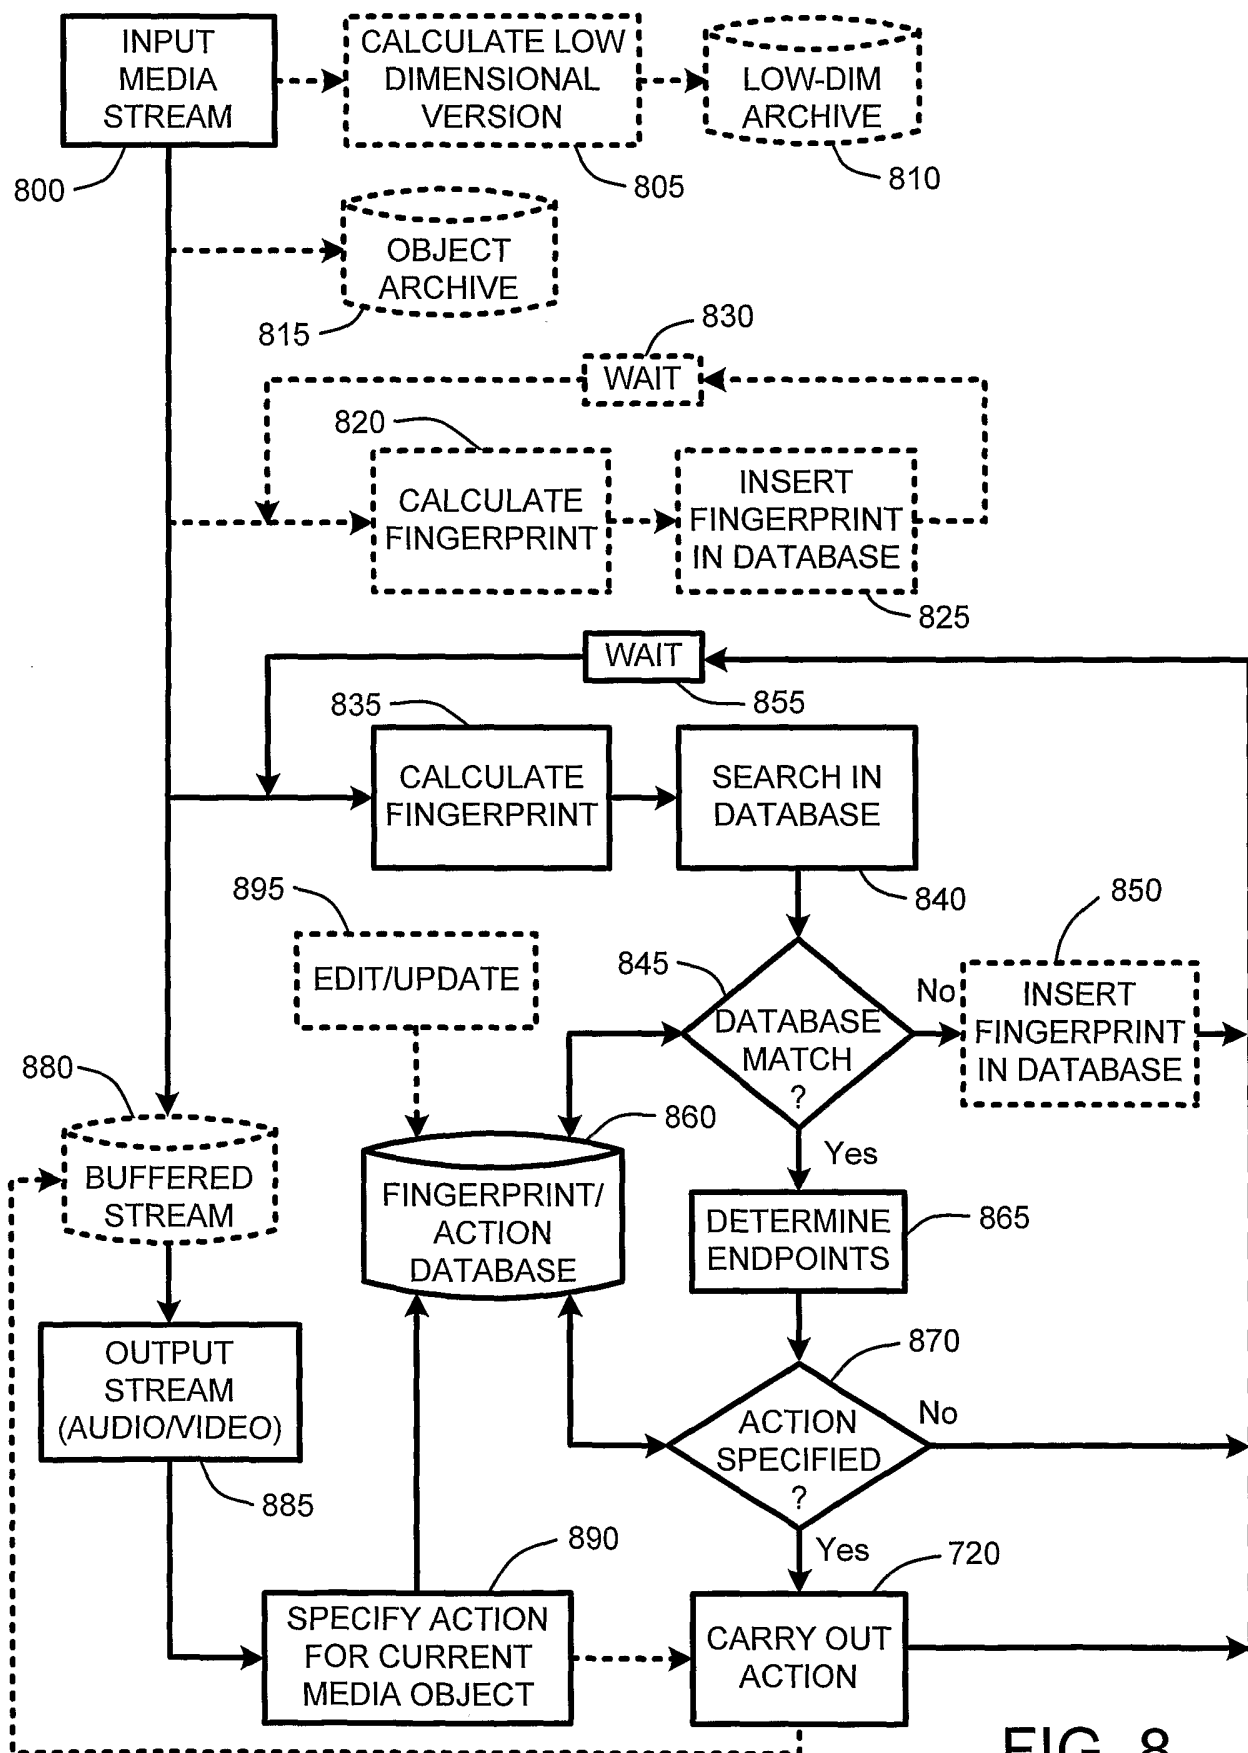 INPUT
MEDIA
STREAM
CALCULATE LOW
DIMENSIONAL
VERSION
LOW-DIM
ARCHIVE
800
805
810
OBJECT
ARCHIVE
815
830
WAIT
820
CALCULATE
FINGERPRINT
INSERT
FINGERPRINT
IN DATABASE
825
WAIT
855
835
CALCULATE
FINGERPRINT
SEARCH IN
DATABASE
840
895
EDIT/UPDATE
845
DATABASE
MATCH
?
No
850
INSERT
FINGERPRINT
IN DATABASE
Yes
880
BUFFERED
STREAM
860
FINGERPRINT/
ACTION
DATABASE
DETERMINE
ENDPOINTS
865
OUTPUT
STREAM
(AUDIO/VIDEO)
885
870
ACTION
SPECIFIED
?
No
Yes
890
SPECIFY ACTION
FOR CURRENT
MEDIA OBJECT
720
CARRY OUT
ACTION
FIG. 8